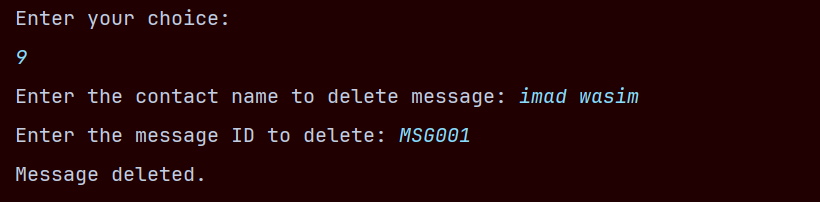 Enter your choice:
9
Enter the contact name to delete message: imad wasim
Enter the message ID to delete: MSG001
Message deleted.